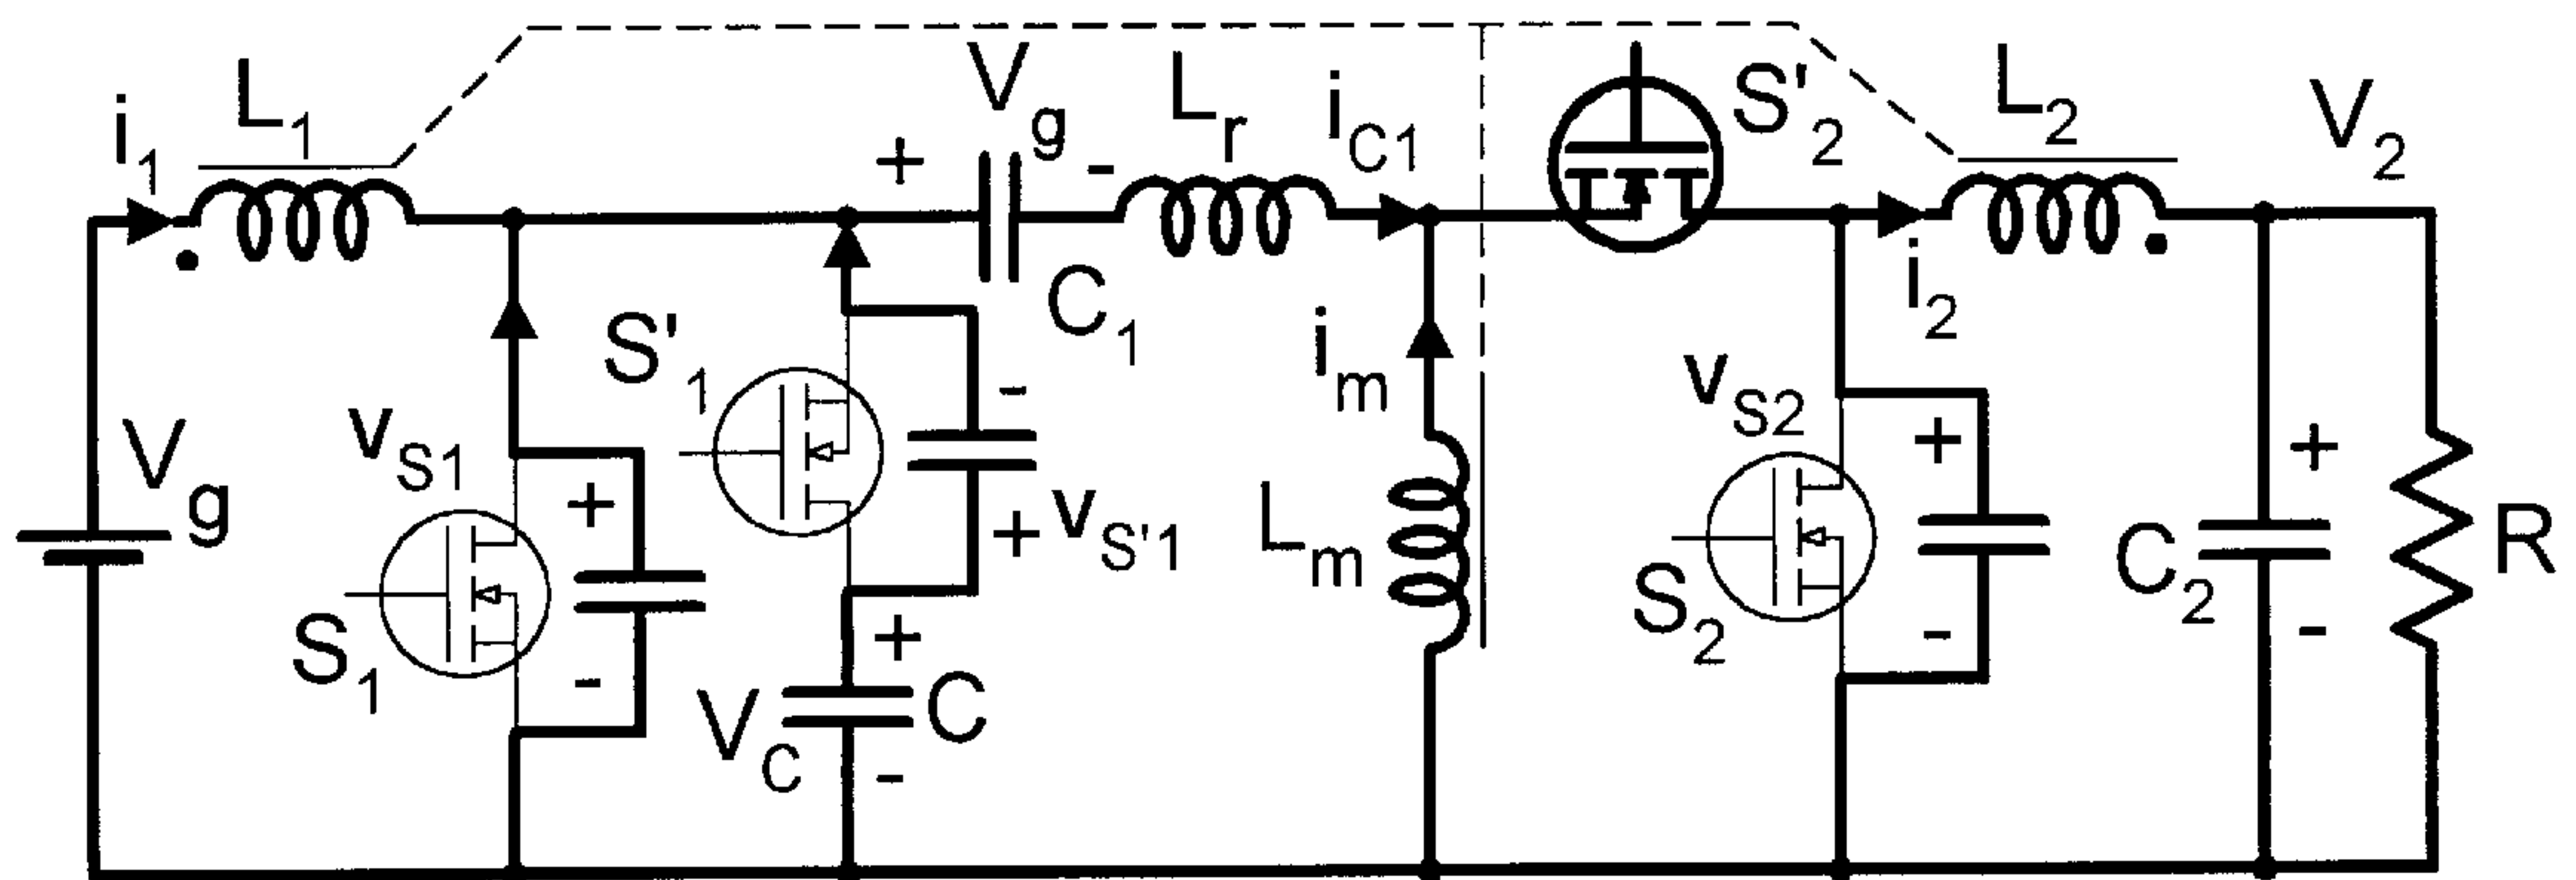 i1
L1
Vg
+
-
Lr
iC1
S'2
L2
V2
C1
i2
Vg
S'1
vS1
+
-
S1
-
+
vS'1
+
-
VC
C
im
Lm
vS2
+
-
S2
C2
+
-
R